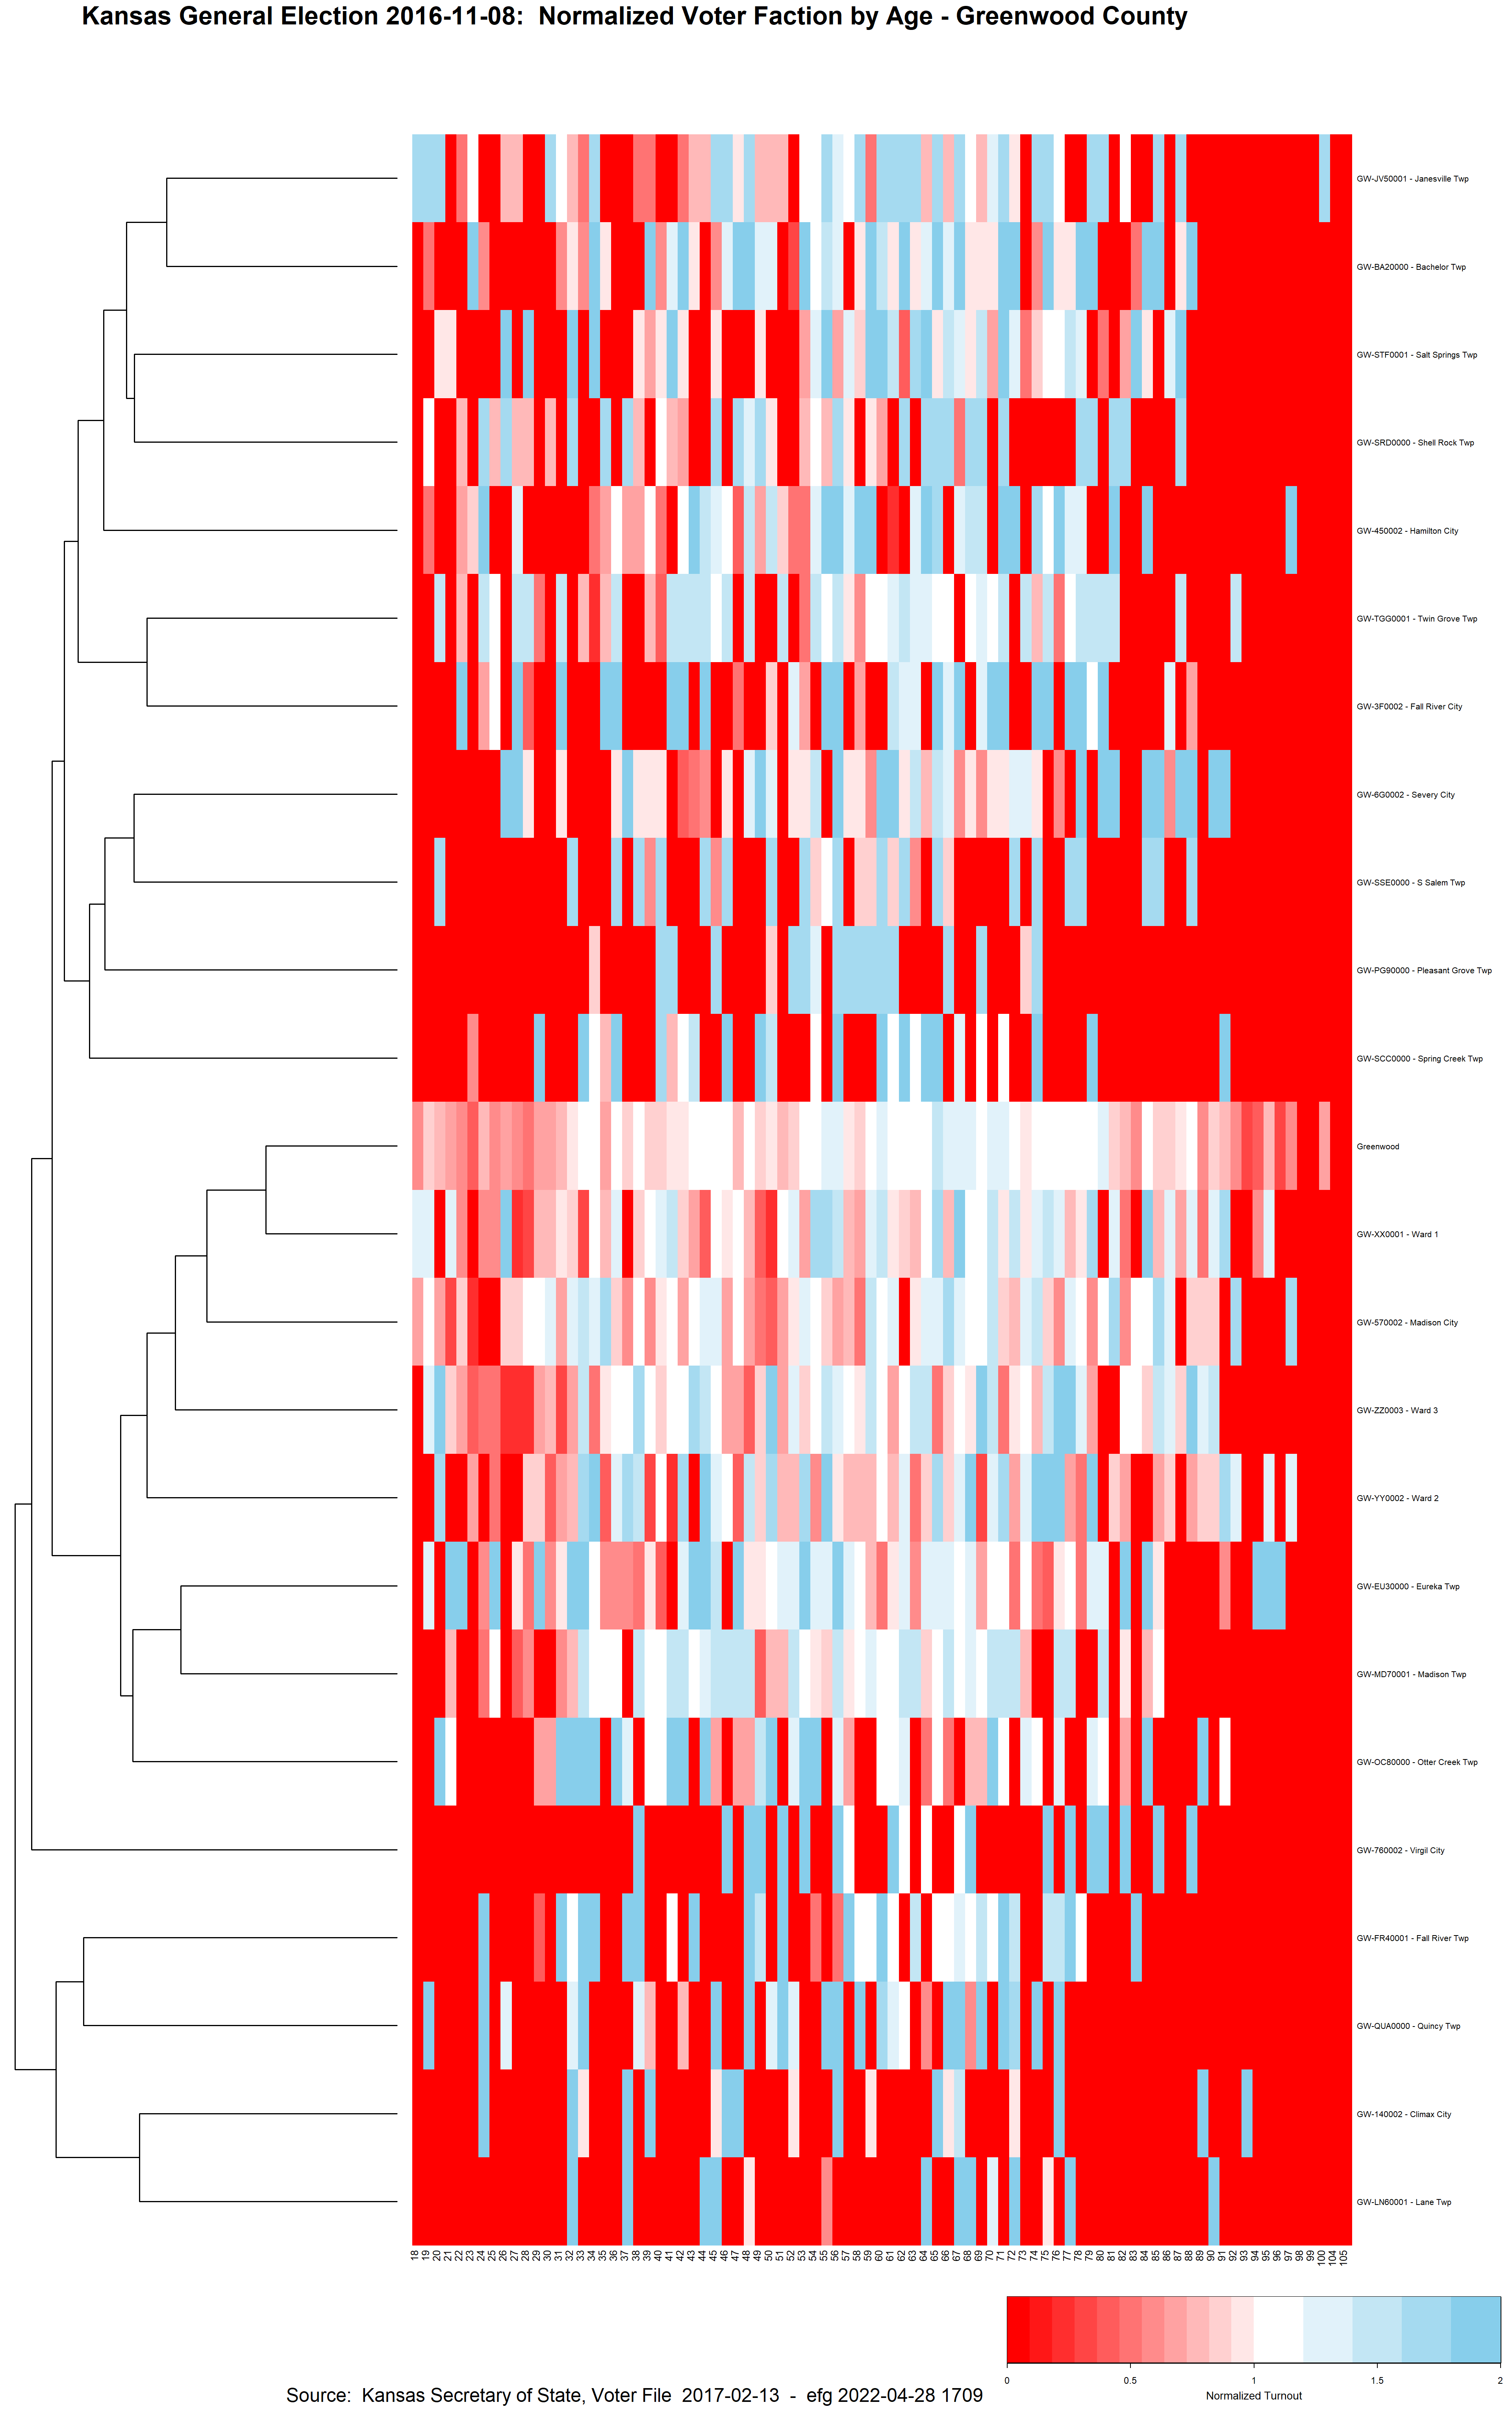 Kansas General Election 2016-11-08:  Normalized Voter Faction by Age - Greenwood County
GW-JV50001 - Janesville Twp
GW-BA20000 - Bachelor Twp
GW-STF0001 - Salt Springs Twp
GW-SRD0000 - Shell Rock Twp
GW-450002 - Hamilton City
GW-TGG0001 - Twin Grove Twp
GW-3F0002 - Fall River City
GW-6G0002 - Severy City
GW-SSE0000 - S Salem Twp
GW-PG90000 - Pleasant Grove Twp
GW-SCC0000 - Spring Creek Twp
Greenwood
GW-XX0001 - Ward 1
GW-570002 - Madison City
GW-ZZ0003 - Ward 3
GW-YY0002 - Ward 2
GW-EU30000 - Eureka Twp
GW-MD70001 - Madison Twp
GW-OC80000 - Otter Creek Twp
GW-760002 - Virgil City
GW-FR40001 - Fall River Twp
GW-QUA0000 - Quincy Twp
GW-140002 - Climax City
GW-LN60001 - Lane Twp
18 19 20 21 22 23 24 25 26 27 28 29 30 31 32 33 34 35 36 37 38 39 40 41 42 43 44 45 46 47 48 49 50 51 52 53 54 55 56 57 58 59 60 61 62 63 64 65 66 67 68 69 70 71 72 73 74 75 76 77 78 79 80 81 82 83 84 85 86 87 88 89 90 91 92 93 94 95 96 97 98 99 100 104 105
0 0.5 1 1.5 2
Normalized Turnout
Source:  Kansas Secretary of State, Voter File  2017-02-13  -  efg 2022-04-28 1709